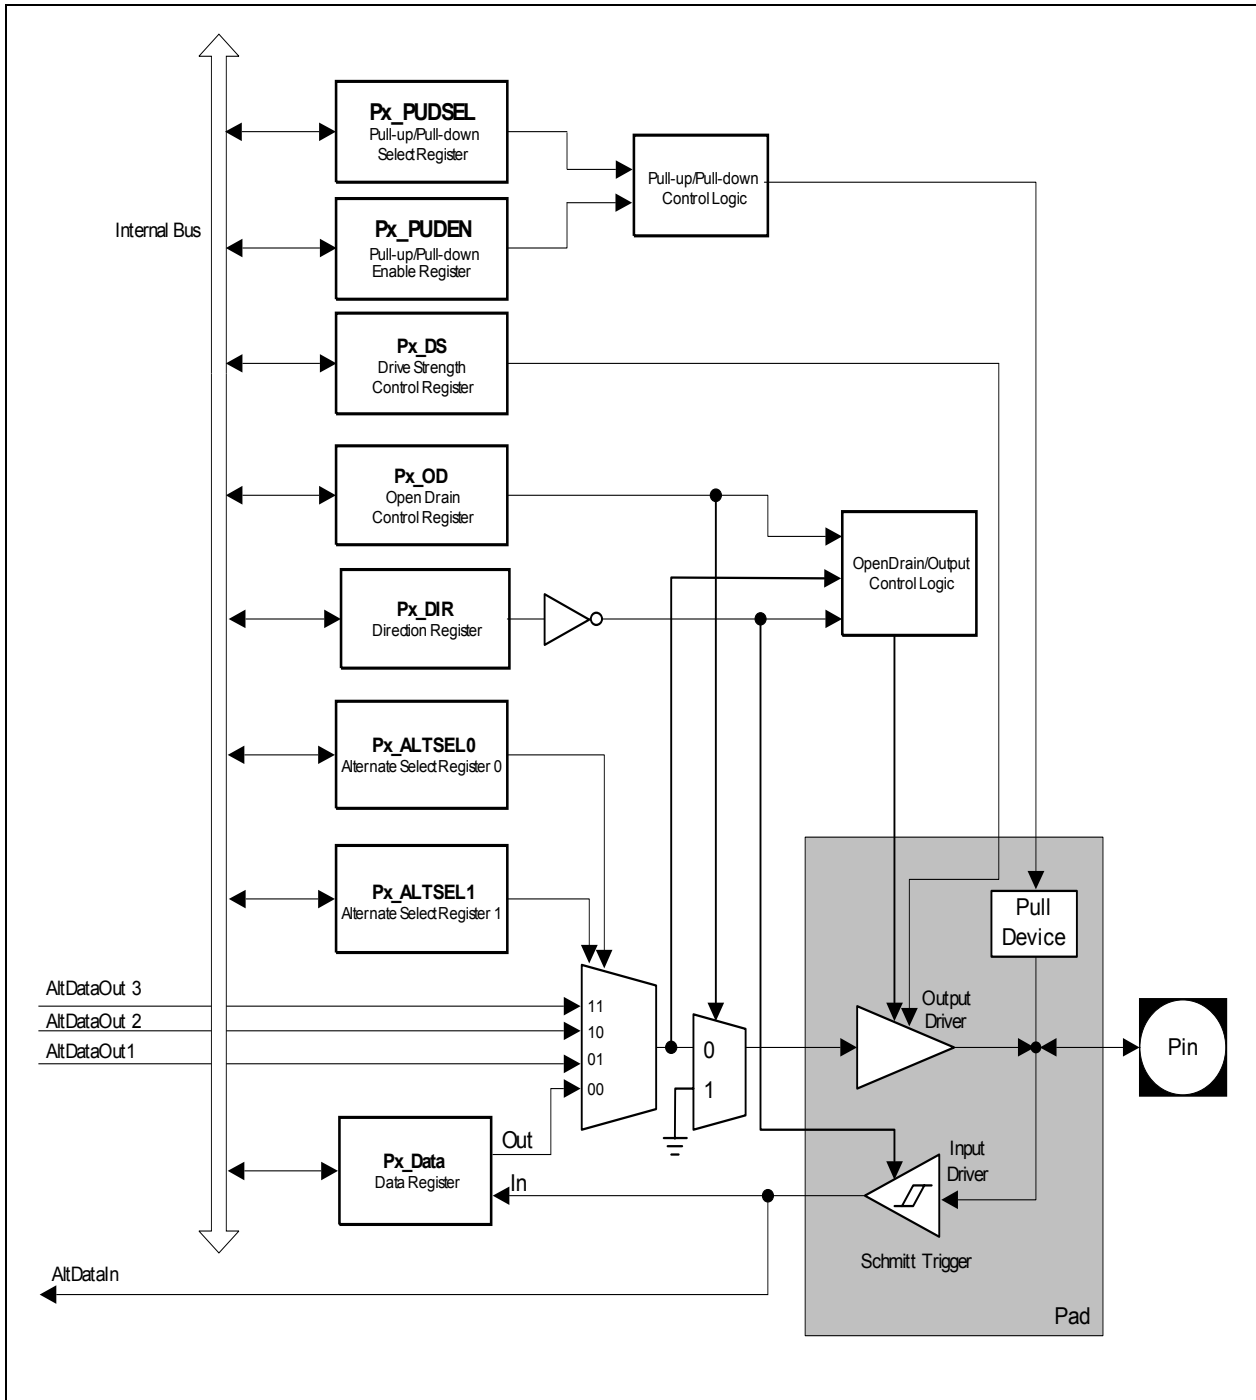 Px_PUDSEL
Pull-up/Pull-down
Select Register
Pull-up/Pull-down
Control Logic
Internal Bus
Px_PUDEN
Pull-up/Pull-down
Enable Register
Px_DS
Drive Strength
Control Register
Px_OD
Open Drain
Control Register
OpenDrain/Output
Control Logic
Px_DIR
Direction Register
Px_ALTSEL0
Alternate Select Register 0
Px_ALTSEL1
Alternate Select Register 1
Pull
Device
AltDataOut 3
AltDataOut 2
AltDataOut1
11
10
01
00
0
1
Output
Driver
Pin
Px_Data
Data Register
Out
In
Input
Driver
Schmitt Trigger
AltDataIn
Pad